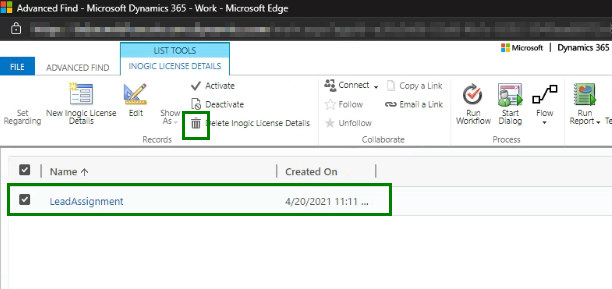 Advanced Find - Inogic Microsoft Dynamics 365 - Work - Microsoft Edge
LIST TOOLS
Microsoft | Dynamics 365
FILE ADVANCED FIND INOGIC LICENSE DETAILS
Set Regarding
New Inogic License Details
Edit
Show As
Activate
Deactivate
Delete Inogic License Details
Records
Connect
Follow
Unfollow
Copy a Link
Email a Link
Collaborate
Run Workflow
Start Dialog
Flow
Process
Run Report
Te
Name ↑ Created On
LeadAssignment 4/20/2021 11:11 ...